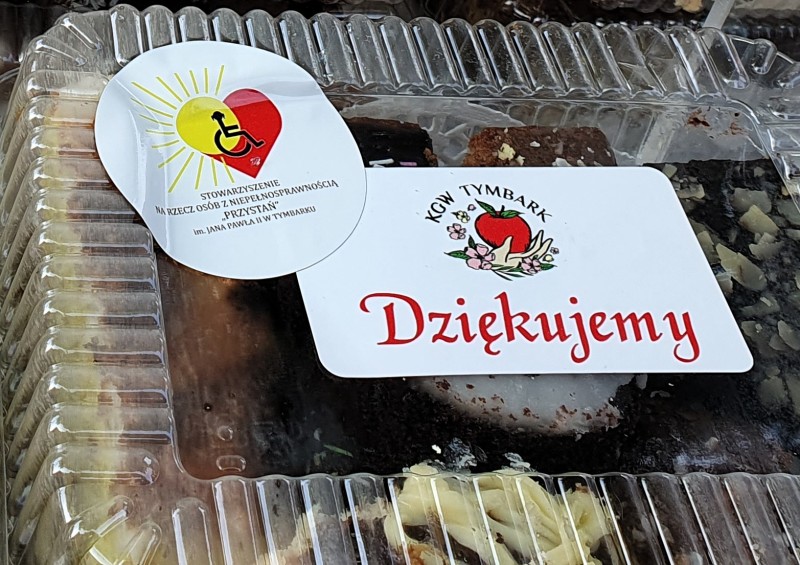 STOWARZYSZENIE
NA RZECZ OSÓB Z NIEPEŁNOSPRAWNOŚCIĄ
„PRZYSTAŃ”
im. JANA PAWŁA II W TYMBARKU
KGW TYMBARK
Dziękujemy